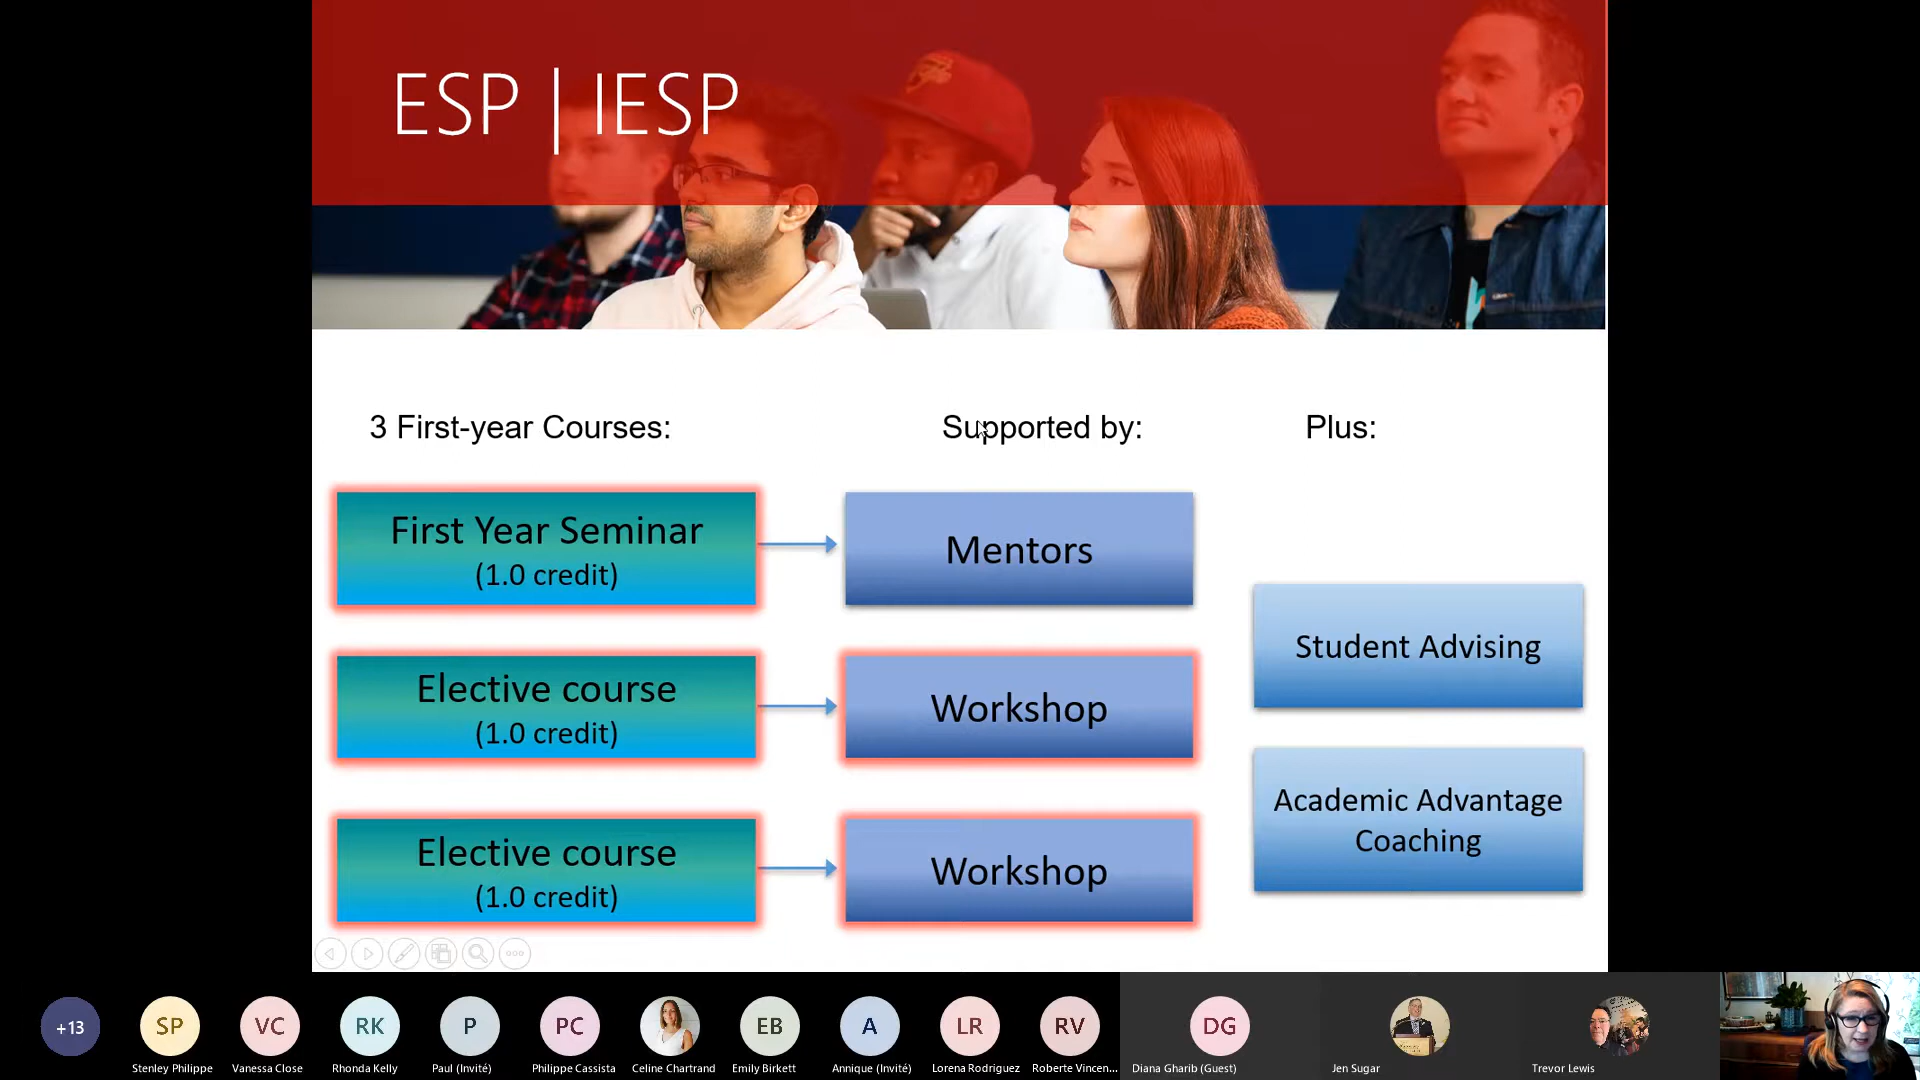 ESP | IESP
3 First-year Courses:
Supported by:
Plus:
First Year Seminar
(1.0 credit)
Mentors
Elective course
(1.0 credit)
Workshop
Student Advising
Elective course
(1.0 credit)
Workshop
Academic Advantage
Coaching
+13
SP
VC
RK
P
PC
EB
A
LR
RV
DG
Stenley Philippe
Vanessa Close
Rhonda Kelly
Paul (Invité)
Philippe Cassista
Celine Chartrand
Emily Birkett
Annique (Invité)
Lorena Rodriguez
Roberte Vincen...
Diana Gharib (Guest)
Jen Sugar
Trevor Lewis